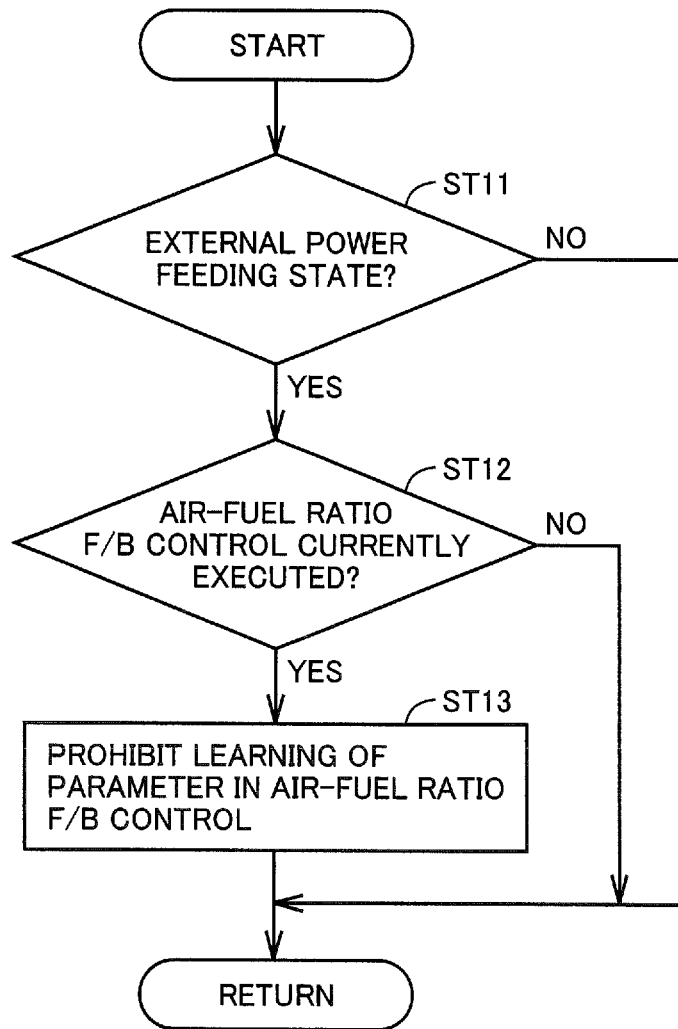 START
ST11
EXTERNAL POWER
FEEDING STATE?
NO
YES
ST12
AIR-FUEL RATIO
F/B CONTROL CURRENTLY
EXECUTED?
NO
YES
ST13
PROHIBIT LEARNING OF
PARAMETER IN AIR-FUEL RATIO
F/B CONTROL
RETURN